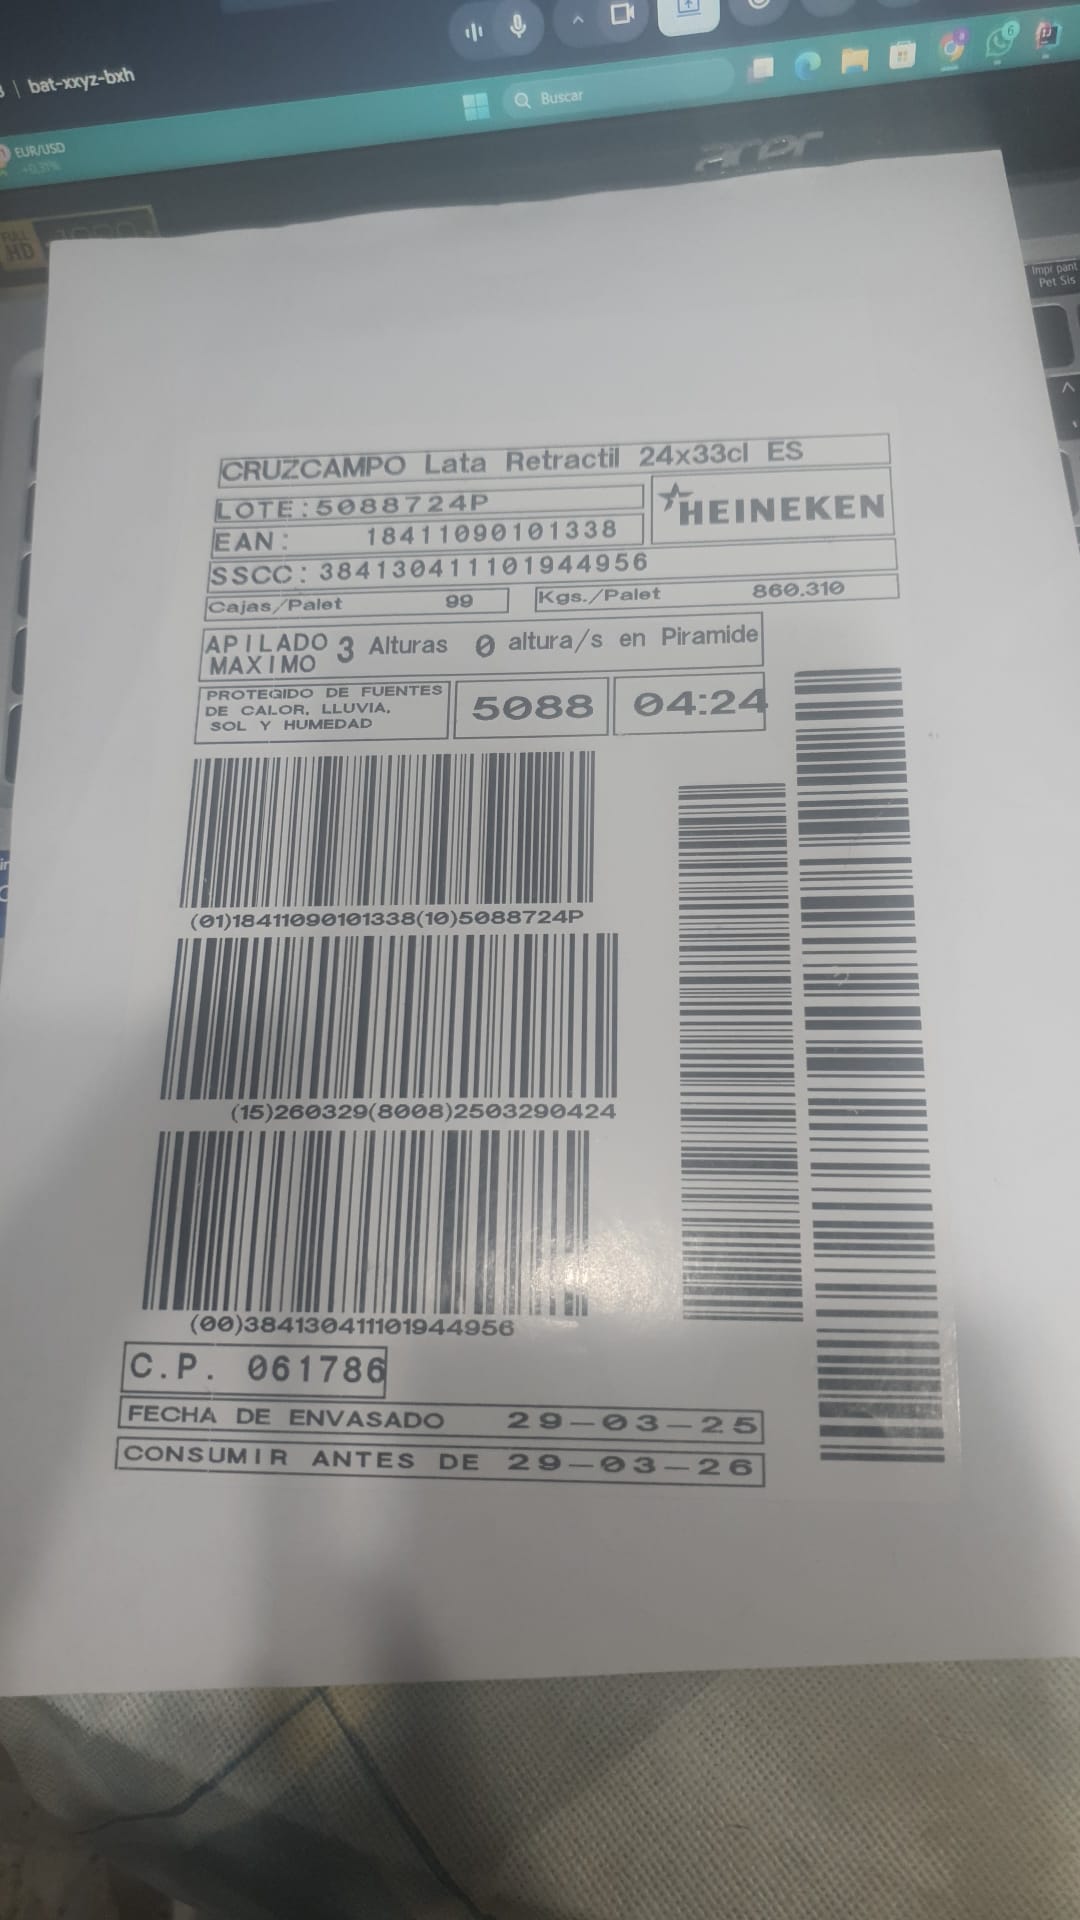 bat-xxyz-bxh
Buscar
EUR/USD
+0,31%
acer
FULL HD
Impr pant
Pet Sis
CRUZCAMPO Lata Retractil 24x33cl ES
LOTE:5088724P
HEINEKEN
EAN: 18411090101338
SSCC:384130411101944956
Cajas/Palet 99
Kgs./Palet 860.310
APILADO MAXIMO 3 Alturas 0 altura/s en Piramide
PROTEGIDO DE FUENTES
DE CALOR, LLUVIA,
SOL Y HUMEDAD
5088
04:24
(01)18411090101338(10)5088724P
(15)260329(8008)2503290424
(00)384130411101944956
C.P. 061786
FECHA DE ENVASADO 29-03-25
CONSUMIR ANTES DE 29-03-26